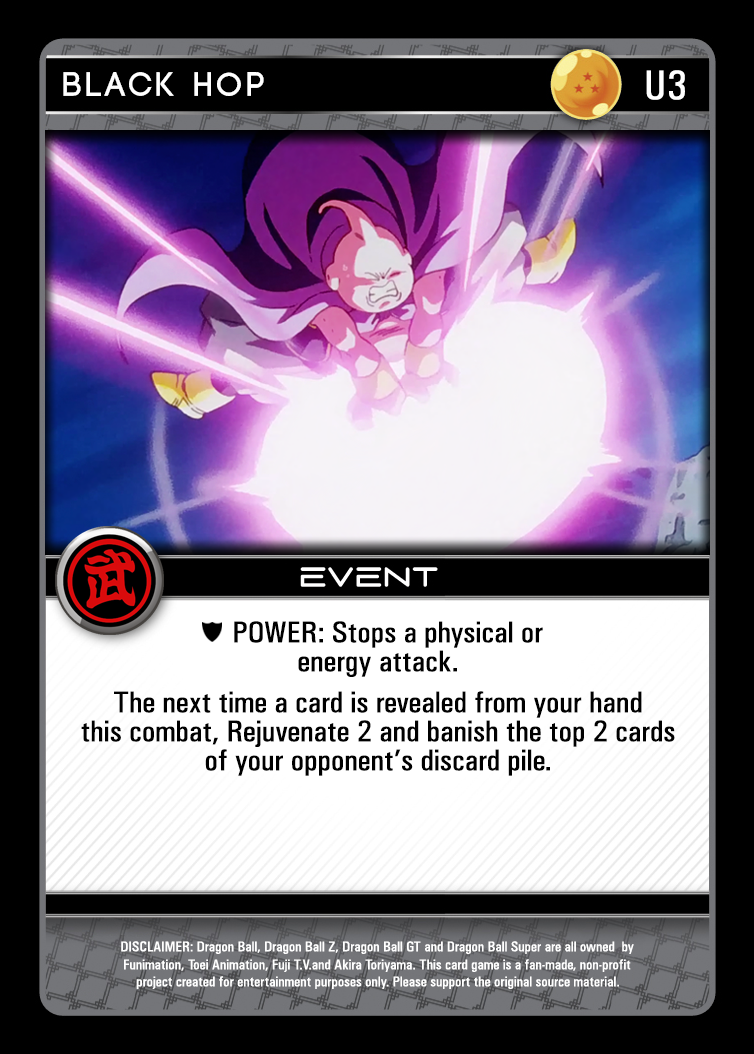 BLACK HOP
U3
武
EVENT
POWER: Stops a physical or
energy attack.
The next time a card is revealed from your hand
this combat, Rejuvenate 2 and banish the top 2 cards
of your opponent’s discard pile.
DISCLAIMER: Dragon Ball, Dragon Ball Z, Dragon Ball GT and Dragon Ball Super are all owned by
Funimation, Toei Animation, Fuji T.V.and Akira Toriyama. This card game is a fan-made, non-profit
project created for entertainment purposes only. Please support the original source material.